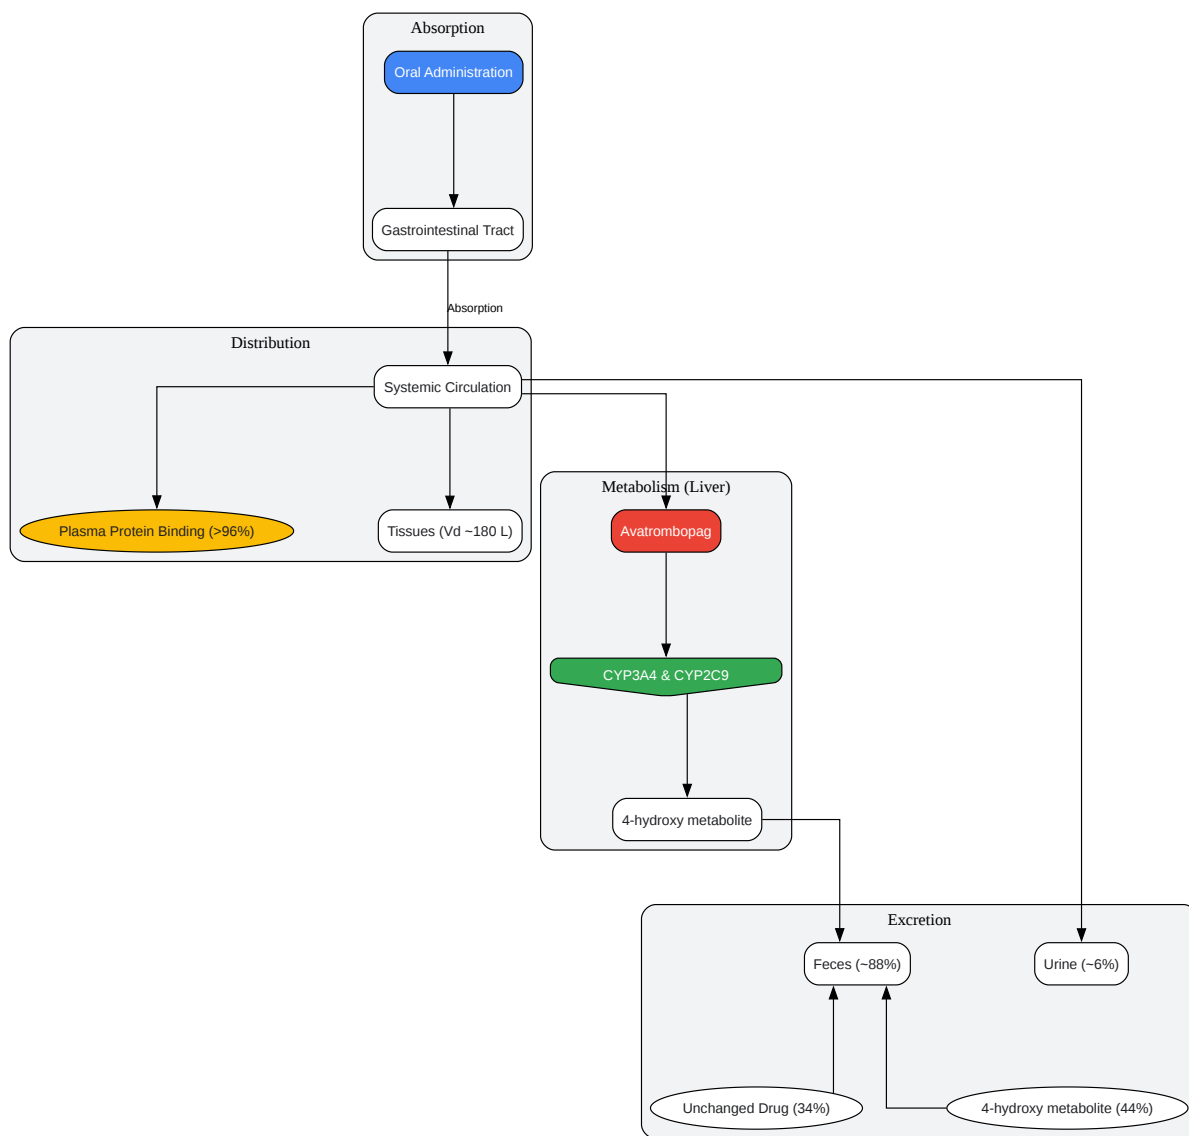 Absorption
Oral Administration
Gastrointestinal Tract
Absorption
Distribution
Systemic Circulation
Plasma Protein Binding (>96%)
Tissues (Vd ~180 L)
Metabolism (Liver)
Avatrombopag
CYP3A4 & CYP2C9
4-hydroxy metabolite
Excretion
Feces (~88%)
Urine (~6%)
Unchanged Drug (34%)
4-hydroxy metabolite (44%)